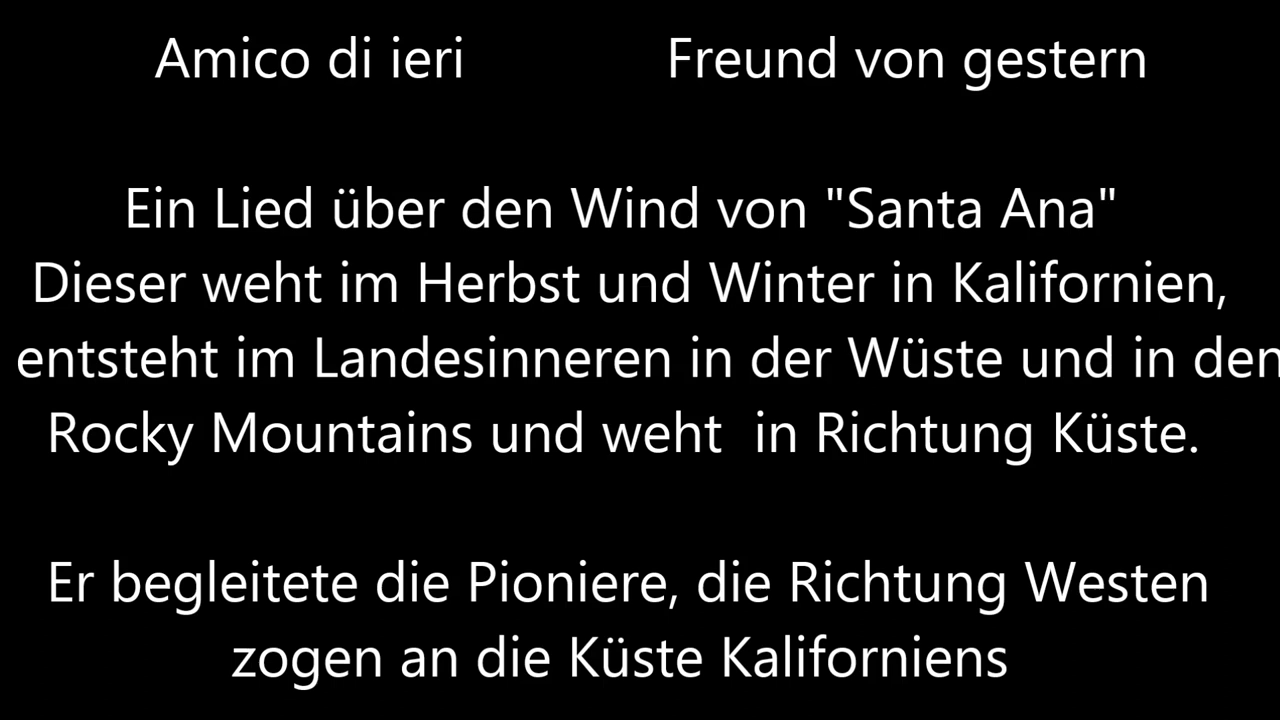 Amico di ieri Freund von gestern
Ein Lied über den Wind von "Santa Ana"
Dieser weht im Herbst und Winter in Kalifornien,
entsteht im Landesinneren in der Wüste und in den
Rocky Mountains und weht  in Richtung Küste.
Er begleitete die Pioniere, die Richtung Westen
zogen an die Küste Kaliforniens